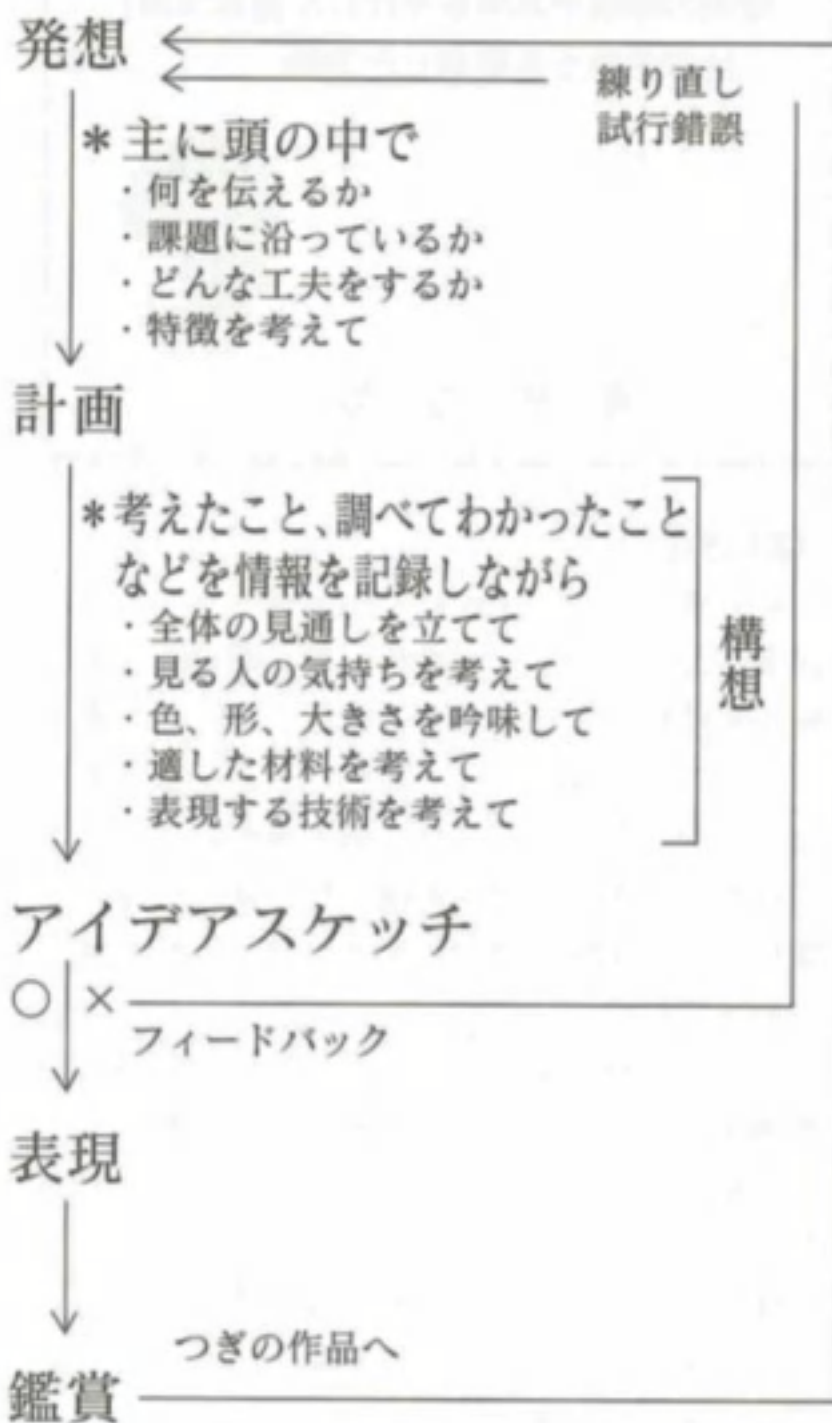 発想
練り直し
試行錯誤
＊主に頭の中で
・何を伝えるか
・課題に沿っているか
・どんな工夫をするか
・特徴を考えて
計画
＊考えたこと、調べてわかったこと
などを情報を記録しながら
・全体の見通しを立てて
・見る人の気持ちを考えて
・色、形、大きさを吟味して
・適した材料を考えて
・表現する技術を考えて
構想
アイデアスケッチ
○ ×
フィードバック
表現
つぎの作品へ
鑑賞